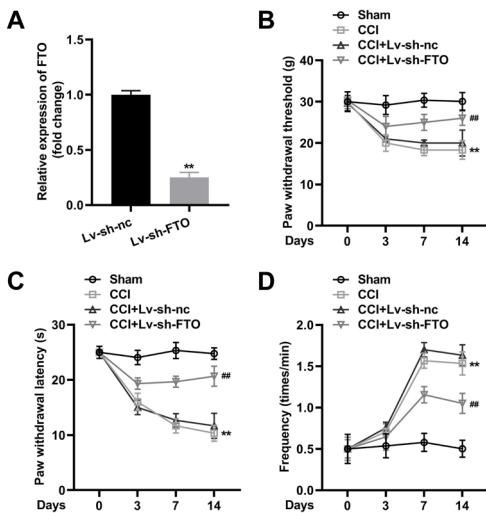 A
Relative expression of FTO
(fold change)
1.5
1.0
0.5
0.0
**
Lv-sh-nc
Lv-sh-FTO
B
Sham
CCI
CCI+Lv-sh-nc
CCI+Lv-sh-FTO
Paw withdrawal threshold (g)
40
30
20
10
0
##
**
Days 0 3 7 14
C
Sham
CCI
CCI+Lv-sh-nc
CCI+Lv-sh-FTO
Paw withdrawal latency (s)
30
25
20
15
10
5
0
##
**
Days 0 3 7 14
D
Sham
CCI
CCI+Lv-sh-nc
CCI+Lv-sh-FTO
Frequency (times/min)
2.0
1.5
1.0
0.5
0.0
**
##
Days 0 3 7 14